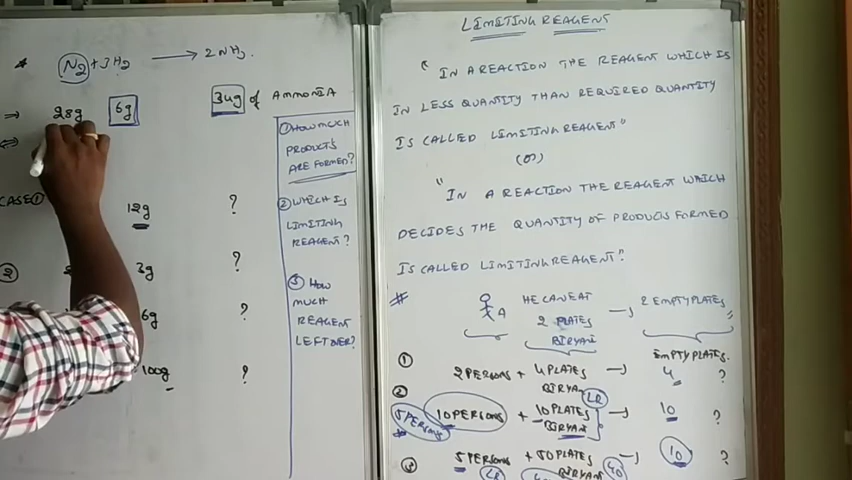 N2 + 3H2 → 2NH3.
⇒ 28g 6g 34g of AMMONIA
CASE①
12g ?
② 3g ?
6g ?
100g ?
① HOW MUCH
PRODUCTS
ARE FORMED?
② WHICH IS
LIMITING
REAGENT?
③ HOW
MUCH
REAGENT
LEFTOVER?
LIMITING REAGENT
"IN A REACTION THE REAGENT WHICH IS
IN LESS QUANTITY THAN REQUIRED QUANTITY
IS CALLED LIMITING REAGENT"
(or)
"IN A REACTION THE REAGENT WHICH
DECIDES THE QUANTITY OF PRODUCTS FORMED
IS CALLED LIMITING REAGENT."
# A HE CAN EAT
2 PLATES
BIRYANI
→ 2 EMPTY PLATES
EMPTY PLATES.
① 2 PERSONS + 4 PLATES → 4 ?
BIRYANI
② 10 PERSONS + 10 PLATES → 10 ?
BIRYANI
LR
5 PERSONS
③ 5 PERSONS + 50 PLATES → 10 ?
BIRYANI
LR
40